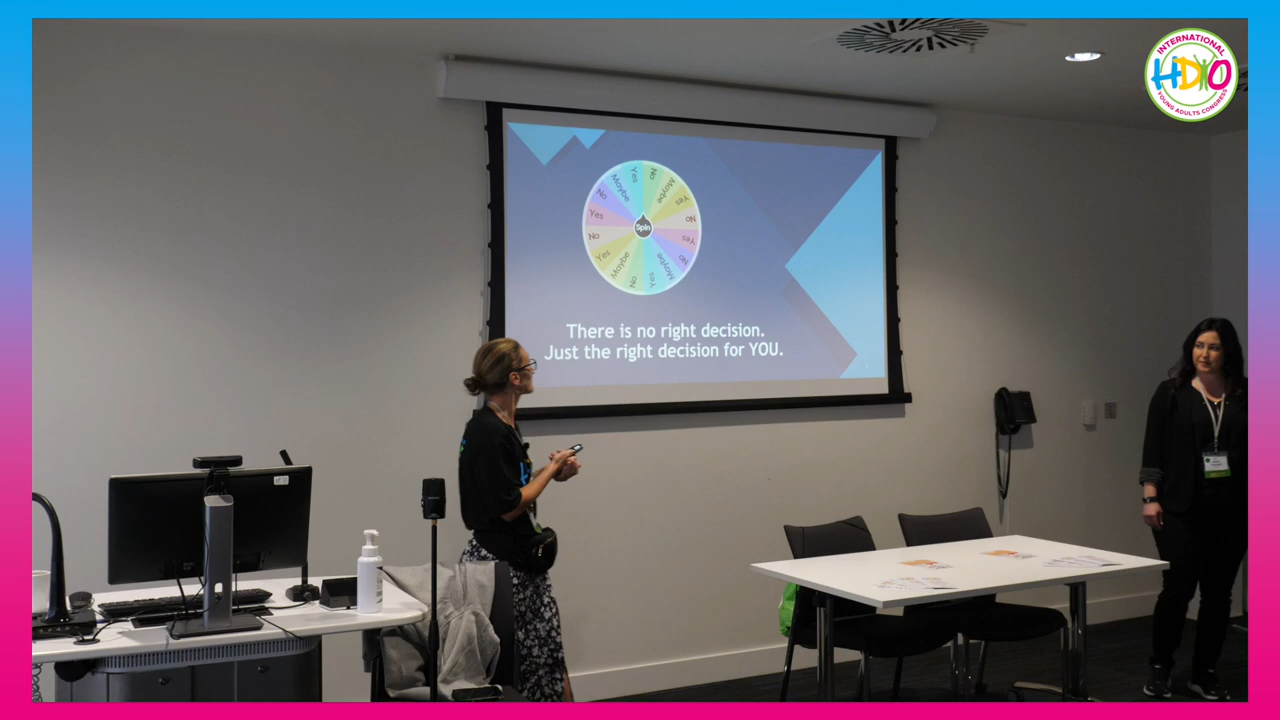 INTERNATIONAL
HDYO
YOUNG ADULTS CONGRESS
Yes
No
Maybe
Yes
No
Yes
No
Maybe
Yes
No
Maybe
Yes
No
Yes
No
Maybe
Spin
There is no right decision.
Just the right decision for YOU.